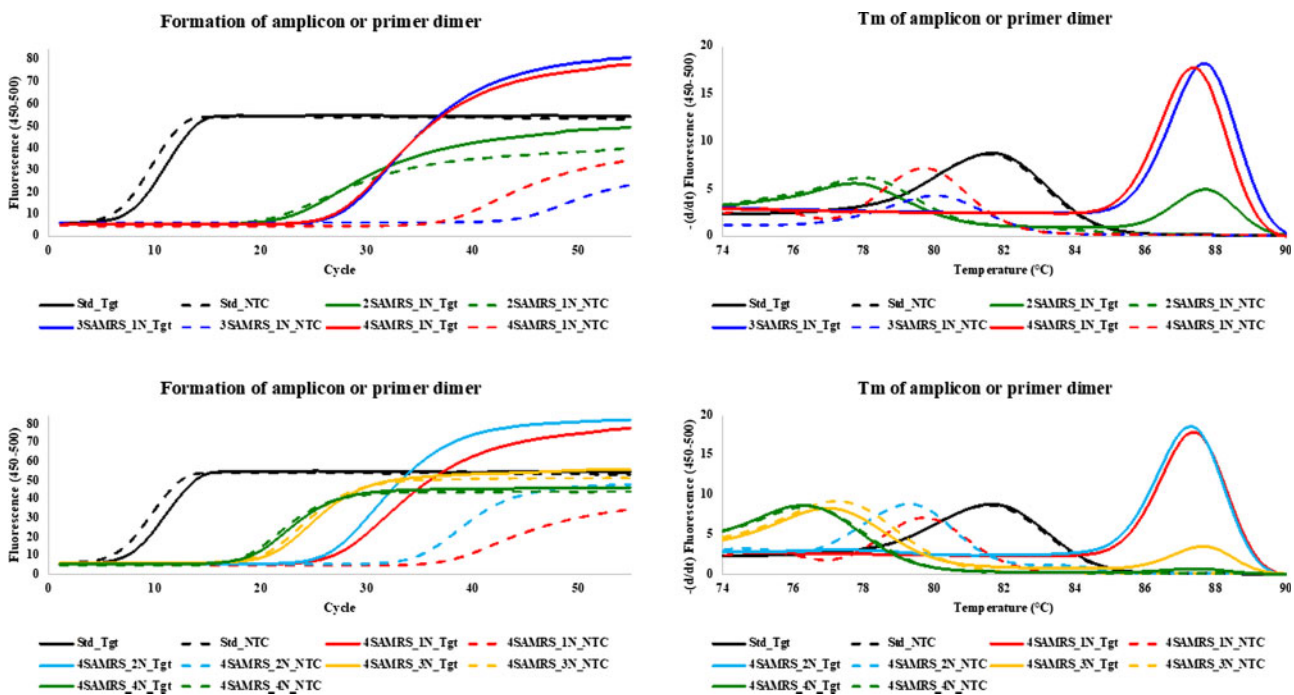 Formation of amplicon or primer dimer
Fluorescence (450-500)
80
70
60
50
40
30
20
10
0
0 10 20 30 40 50
Cycle
Std_Tgt Std_NTC 2SAMRS_1N_Tgt 2SAMRS_1N_NTC
3SAMRS_1N_Tgt 3SAMRS_1N_NTC 4SAMRS_1N_Tgt 4SAMRS_1N_NTC
Tm of amplicon or primer dimer
-(d/dt) Fluorescence (450-500)
20
15
10
5
0
74 76 78 80 82 84 86 88 90
Temperature (°C)
Std_Tgt Std_NTC 2SAMRS_1N_Tgt 2SAMRS_1N_NTC
3SAMRS_1N_Tgt 3SAMRS_1N_NTC 4SAMRS_1N_Tgt 4SAMRS_1N_NTC
Formation of amplicon or primer dimer
Fluorescence (450-500)
80
70
60
50
40
30
20
10
0
0 10 20 30 40 50
Cycle
Std_Tgt Std_NTC 4SAMRS_1N_Tgt 4SAMRS_1N_NTC
4SAMRS_2N_Tgt 4SAMRS_2N_NTC 4SAMRS_3N_Tgt 4SAMRS_3N_NTC
4SAMRS_4N_Tgt 4SAMRS_4N_NTC
Tm of amplicon or primer dimer
-(d/dt) Fluorescence (450-500)
20
15
10
5
0
74 76 78 80 82 84 86 88 90
Temperature (°C)
Std_Tgt Std_NTC 4SAMRS_1N_Tgt 4SAMRS_1N_NTC
4SAMRS_2N_Tgt 4SAMRS_2N_NTC 4SAMRS_3N_Tgt 4SAMRS_3N_NTC
4SAMRS_4N_Tgt 4SAMRS_4N_NTC